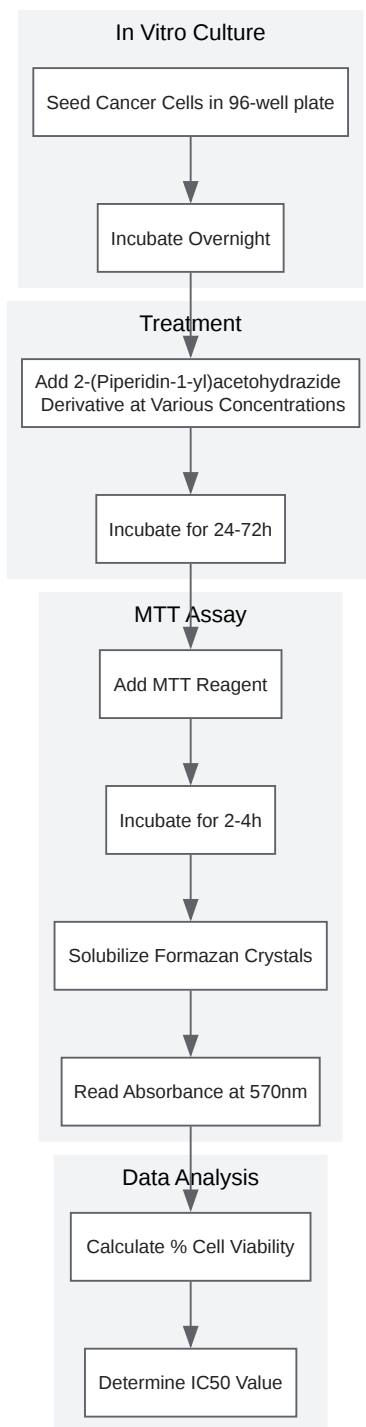 In Vitro Culture
Seed Cancer Cells in 96-well plate
Incubate Overnight
Treatment
Add 2-(Piperidin-1-yl)acetohydrazide
Derivative at Various Concentrations
Incubate for 24-72h
MTT Assay
Add MTT Reagent
Incubate for 2-4h
Solubilize Formazan Crystals
Read Absorbance at 570nm
Data Analysis
Calculate % Cell Viability
Determine IC50 Value